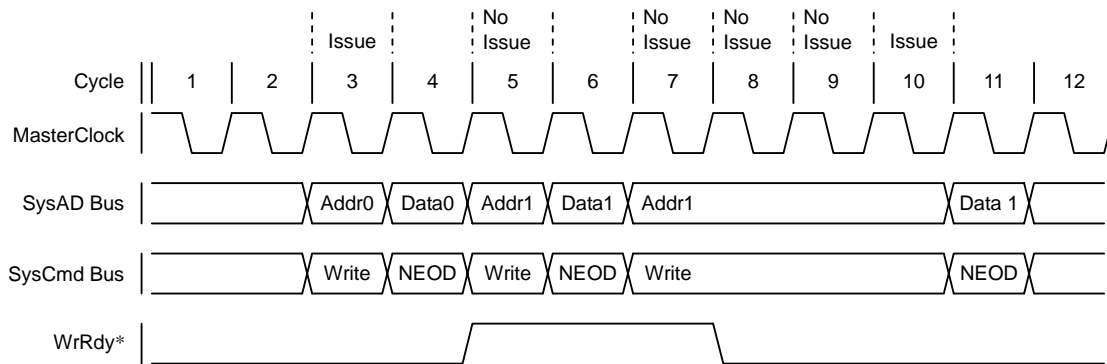 No No No No
Issue Issue Issue Issue Issue Issue
Cycle 1 2 3 4 5 6 7 8 9 10 11 12
MasterClock
SysAD Bus Addr0 Data0 Addr1 Data1 Addr1 Data 1
SysCmd Bus Write NEOD Write NEOD Write NEOD
WrRdy*